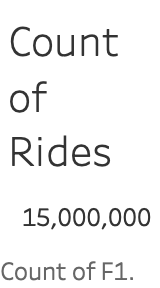 Count
of
Rides
15,000,000
Count of F1.